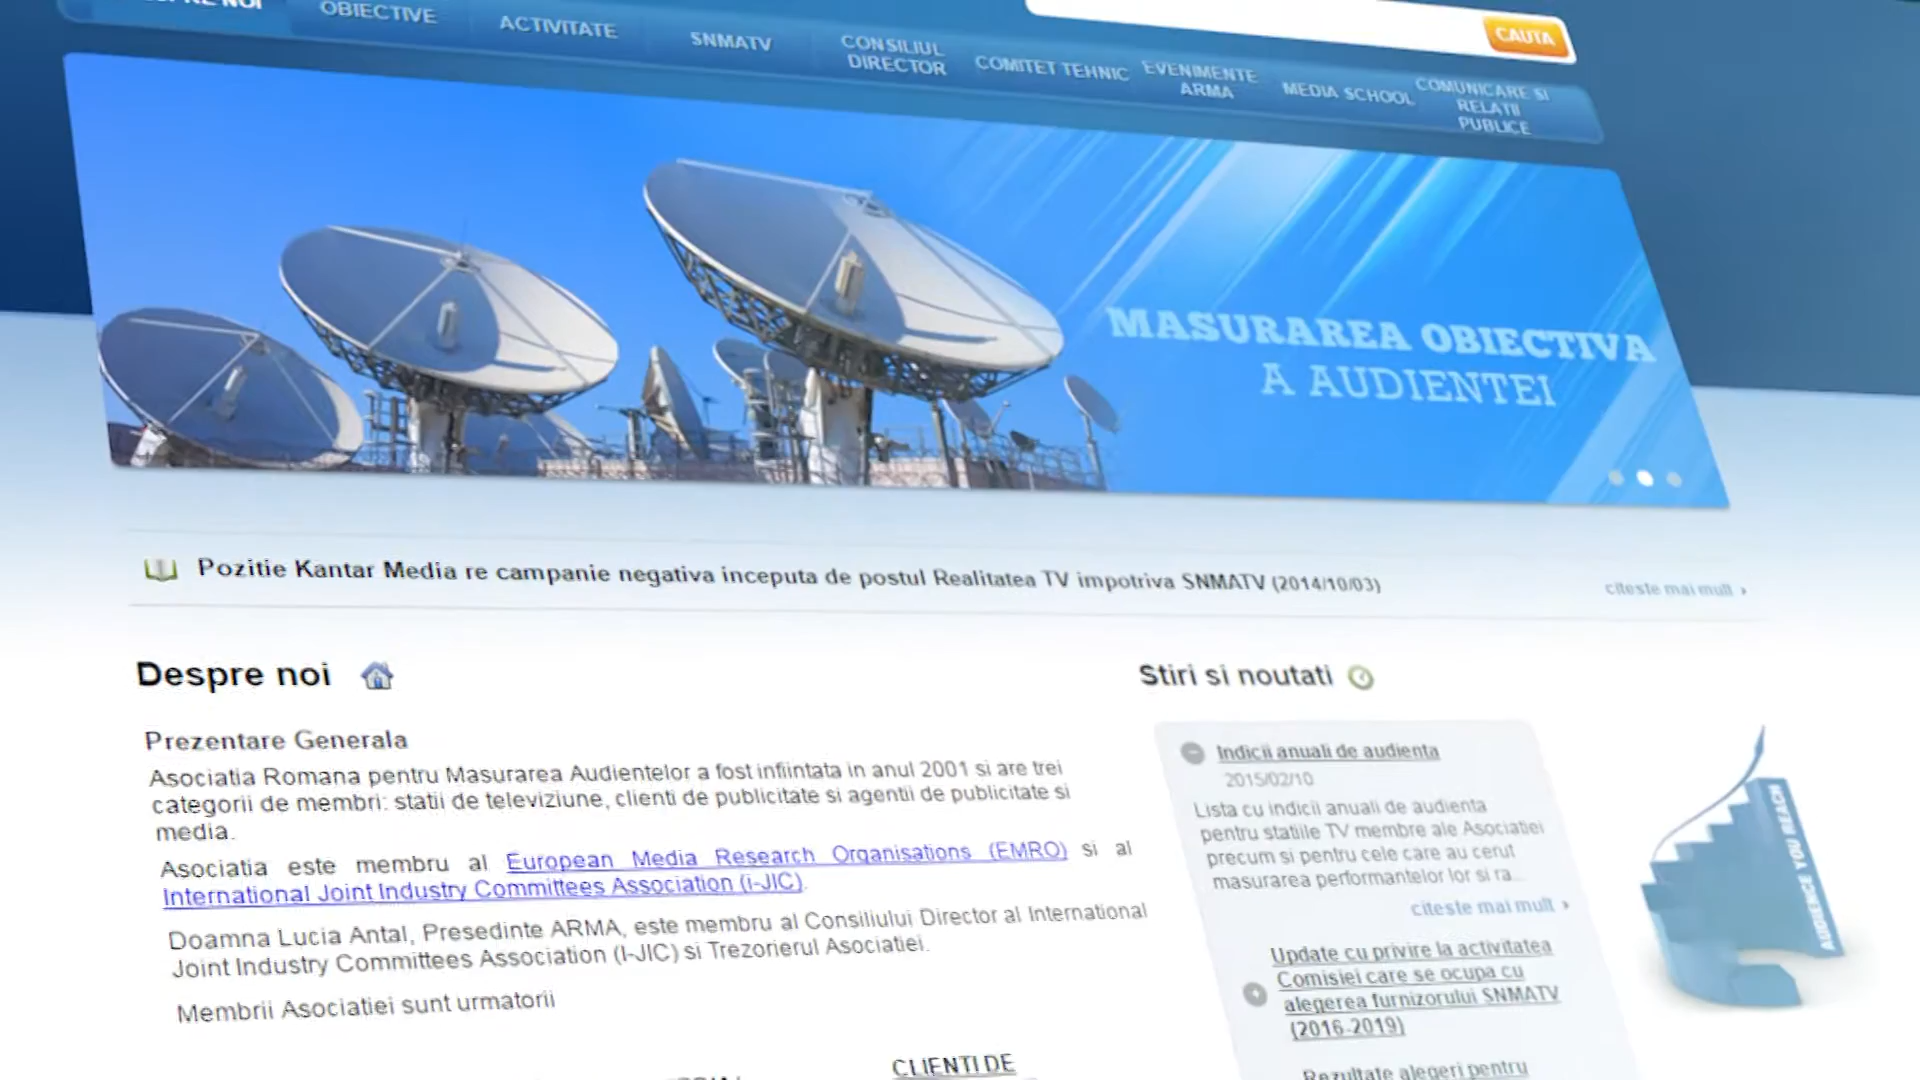 NOI
OBIECTIVE
ACTIVITATE
SNMATV
CONSILIUL
DIRECTOR
COMITET TEHNIC
EVENIMENTE
ARMA
MEDIA SCHOOL
COMUNICARE SI
RELATII
PUBLICE
CAUTA
MASURAREA OBIECTIVA
A AUDIENTEI
Pozitie Kantar Media re campanie negativa inceputa de postul Realitatea TV impotriva SNMATV (2014/10/03)
citeste mai mult
Despre noi
Prezentare Generala
Asociatia Romana pentru Masurarea Audientelor a fost infiintata in anul 2001 si are trei
categorii de membri: statii de televiziune, clienti de publicitate si agentii de publicitate si
media.
Asociatia este membru al European Media Research Organisations (EMRO) si al
International Joint Industry Committees Association (i-JIC).
Doamna Lucia Antal, Presedinte ARMA, este membru al Consiliului Director al International
Joint Industry Committees Association (I-JIC) si Trezorierul Asociatiei.
Membrii Asociatiei sunt urmatorii
CLIENTI DE
Stiri si noutati
Indicii anuali de audienta
2015/02/10
Lista cu indicii anuali de audienta
pentru statiile TV membre ale Asociatiei
precum si pentru cele care au cerut
masurarea performantelor lor si ra...
citeste mai mult
Update cu privire la activitatea
Comisiei care se ocupa cu
alegerea furnizorului SNMATV
(2016-2019)
Rezultate alegeri pentru
AUDIENCE YOU REACH